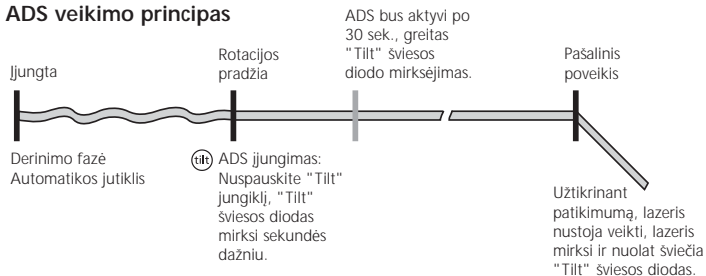 ADS veikimo principas
Įjungta
Rotacijos
pradžia
ADS bus aktyvi po
30 sek., greitas
"Tilt" šviesos
diodo mirksėjimas.
Pašalinis
poveikis
Derinimo fazė
Automatikos jutiklis
tilt
ADS įjungimas:
Nuspauskite "Tilt"
jungiklį, "Tilt"
šviesos diodas
mirksi sekundės
dažniu.
Užtikrinant
patikimumą, lazeris
nustoja veikti, lazeris
mirksi ir nuolat šviečia
"Tilt" šviesos diodas.